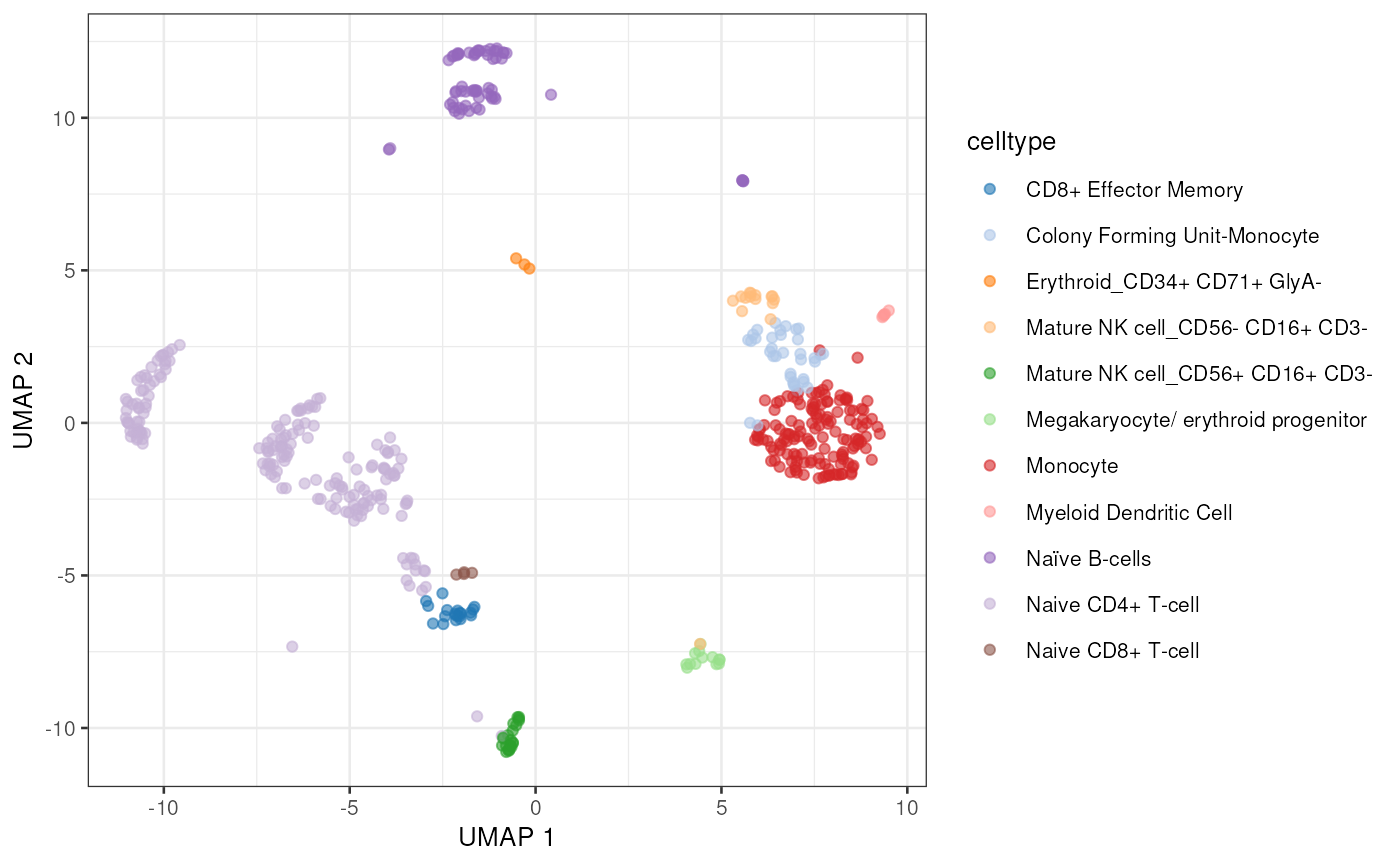 10
5
0
-5
-10
UMAP 2
-10
-5
0
5
10
UMAP 1
celltype
CD8+ Effector Memory
Colony Forming Unit-Monocyte
Erythroid_CD34+ CD71+ GlyA-
Mature NK cell_CD56- CD16+ CD3-
Mature NK cell_CD56+ CD16+ CD3-
Megakaryocyte/ erythroid progenitor
Monocyte
Myeloid Dendritic Cell
Naïve B-cells
Naive CD4+ T-cell
Naive CD8+ T-cell